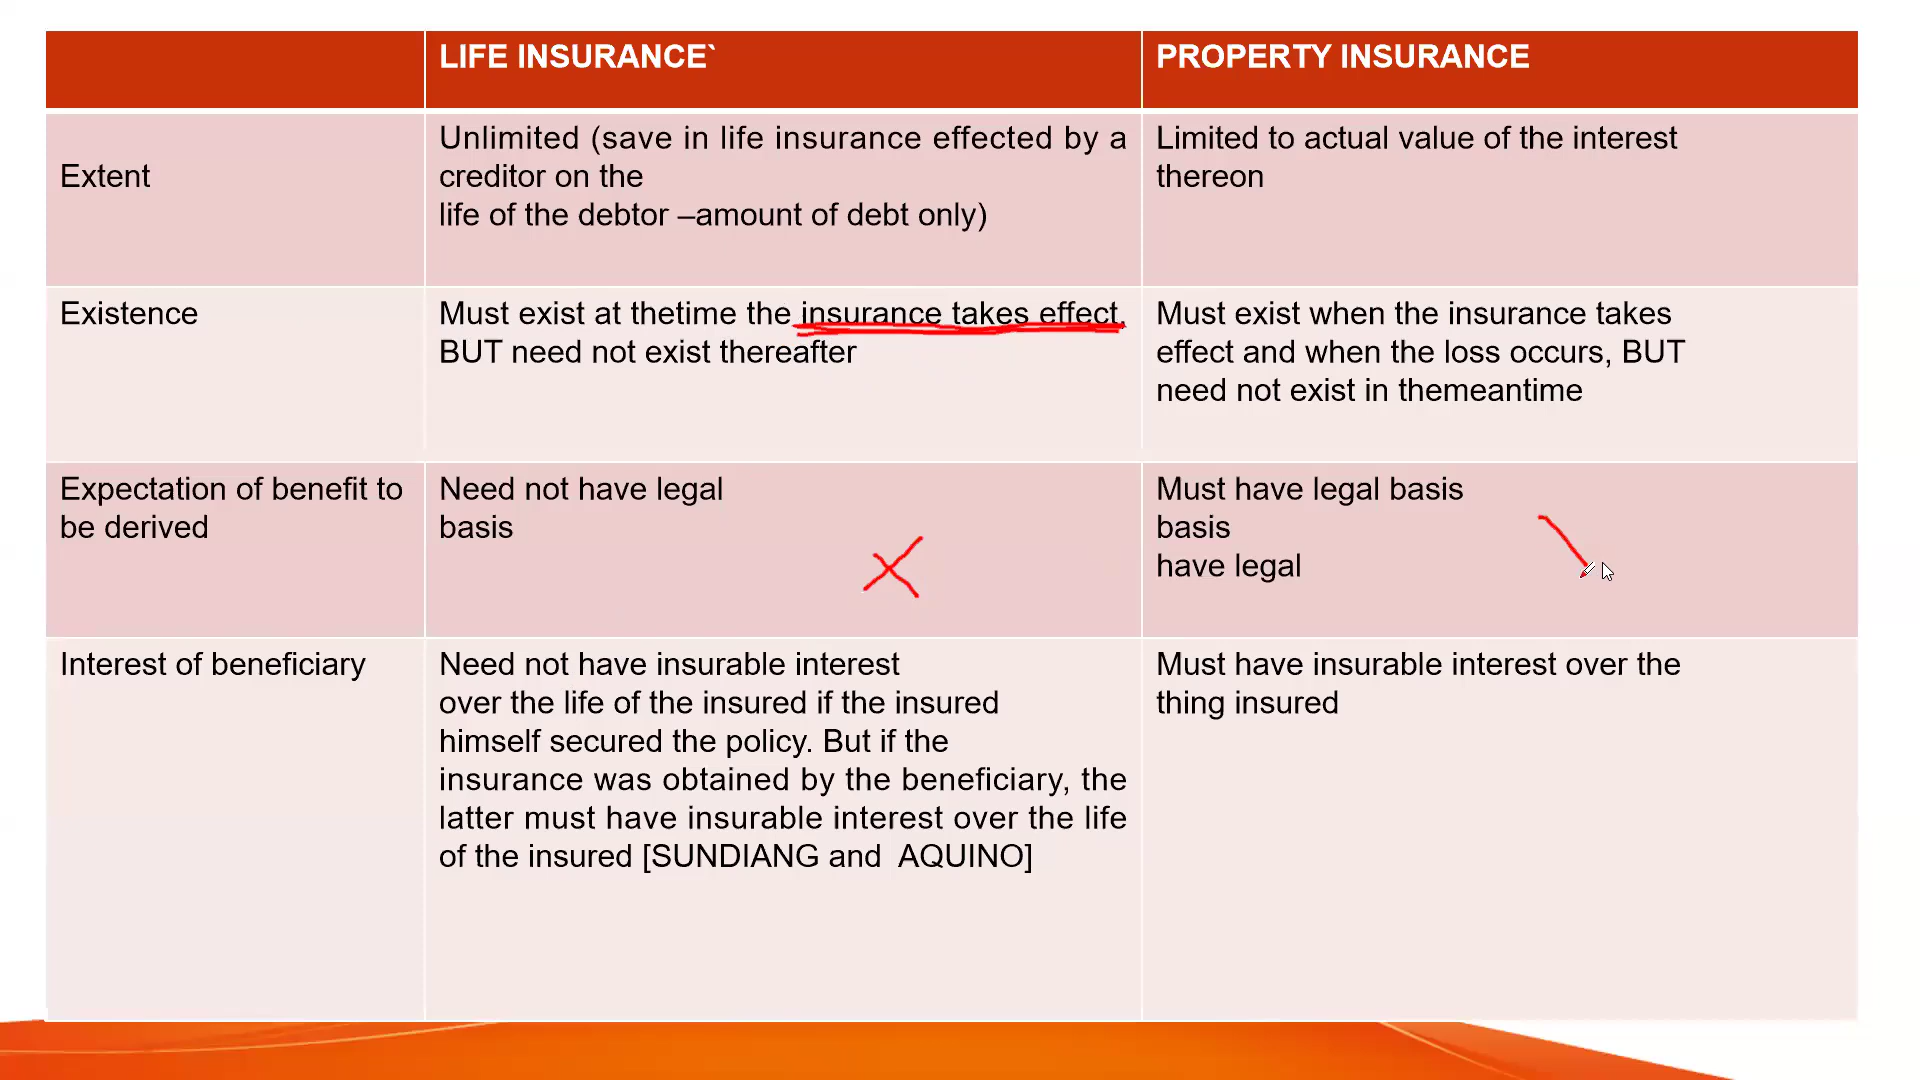 LIFE INSURANCE`
PROPERTY INSURANCE
Extent
Unlimited (save in life insurance effected by a
creditor on the
life of the debtor –amount of debt only)
Limited to actual value of the interest
thereon
Existence
Must exist at thetime the insurance takes effect,
BUT need not exist thereafter
Must exist when the insurance takes
effect and when the loss occurs, BUT
need not exist in themeantime
Expectation of benefit to
be derived
Need not have legal
basis
Must have legal basis
basis
have legal
Interest of beneficiary
Need not have insurable interest
over the life of the insured if the insured
himself secured the policy. But if the
insurance was obtained by the beneficiary, the
latter must have insurable interest over the life
of the insured [SUNDIANG and AQUINO]
Must have insurable interest over the
thing insured